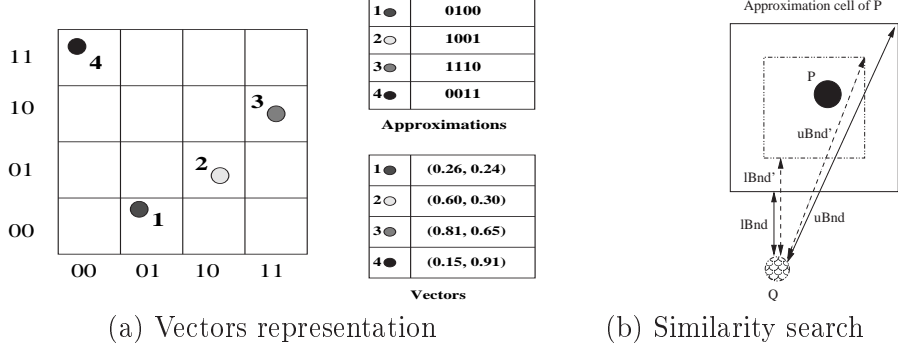 11
10
01
00
00 01 10 11
4
3
2
1
1 0100
2 1001
3 1110
4 0011
Approximations
1 (0.26, 0.24)
2 (0.60, 0.30)
3 (0.81, 0.65)
4 (0.15, 0.91)
Vectors
(a) Vectors representation
Approximation cell of P
P
uBnd'
lBnd'
lBnd
uBnd
Q
(b) Similarity search